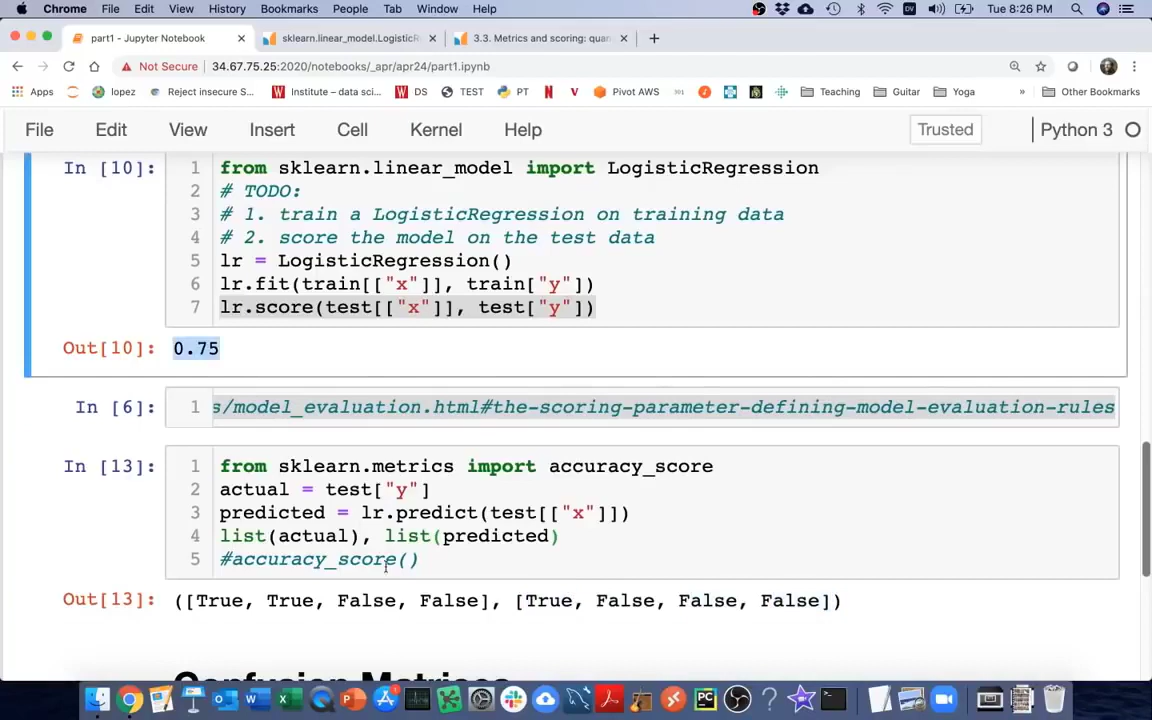 Chrome File Edit View History Bookmarks People Tab Window Help Tue 8:26 PM
part1 - Jupyter Notebook sklearn.linear_model.LogisticR 3.3. Metrics and scoring: quan
Not Secure 34.67.75.25:2020/notebooks/_apr/apr24/part1.ipynb
Apps lopez Reject insecure S... Institute – data sci... DS TEST PT Pivot AWS Teaching Guitar Yoga » Other Bookmarks
File Edit View Insert Cell Kernel Help Trusted Python 3
In [10]: 1 from sklearn.linear_model import LogisticRegression
2 # TODO:
3 # 1. train a LogisticRegression on training data
4 # 2. score the model on the test data
5 lr = LogisticRegression()
6 lr.fit(train[["x"]], train["y"])
7 lr.score(test[["x"]], test["y"])
Out[10]: 0.75
In [6]: 1 s/model_evaluation.html#the-scoring-parameter-defining-model-evaluation-rules
In [13]: 1 from sklearn.metrics import accuracy_score
2 actual = test["y"]
3 predicted = lr.predict(test[["x"]])
4 list(actual), list(predicted)
5 #accuracy_score()
Out[13]: ([True, True, False, False], [True, False, False, False])
Confusion Matrices